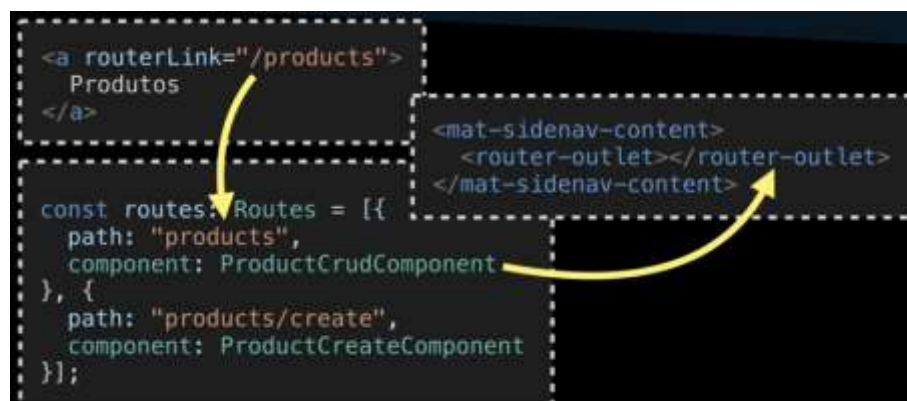 <a routerLink="/products">
Produtos
</a>
<mat-sidenav-content>
<router-outlet></router-outlet>
</mat-sidenav-content>
const routes: Routes = [{
path: "products",
component: ProductCrudComponent
}, {
path: "products/create",
component: ProductCreateComponent
}];